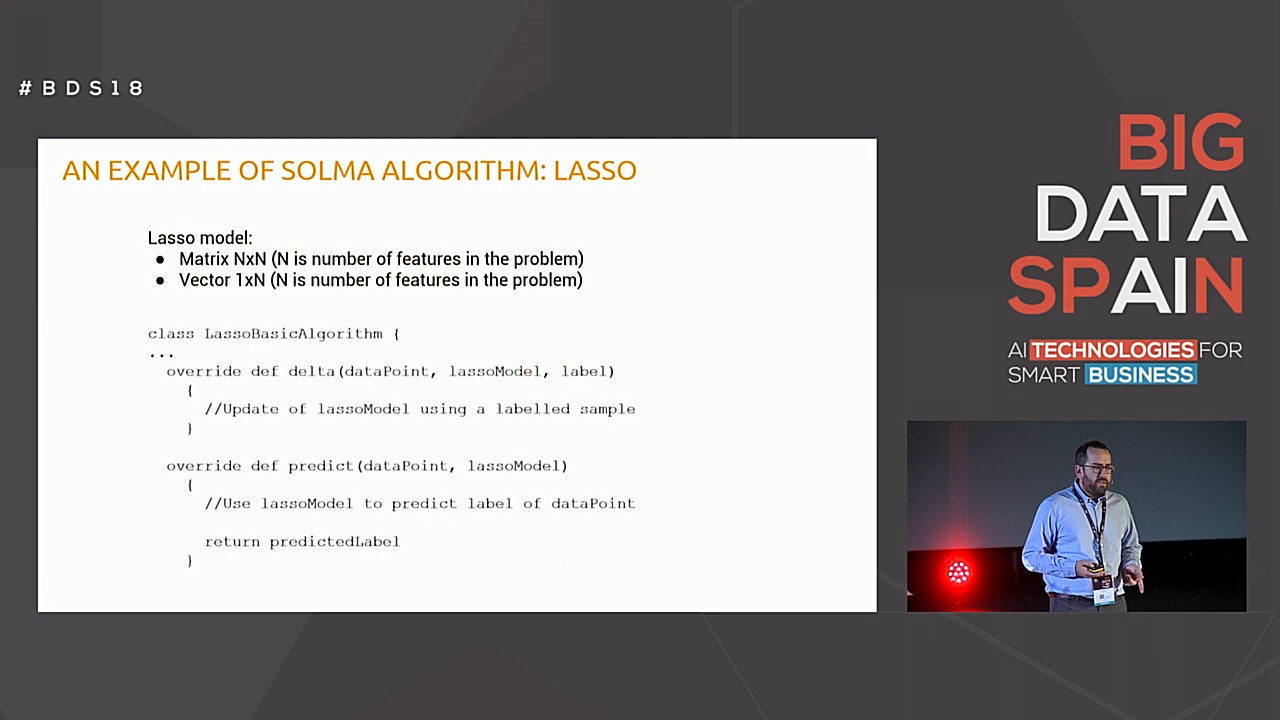 #BDS18
AN EXAMPLE OF SOLMA ALGORITHM: LASSO
Lasso model:
● Matrix NxN (N is number of features in the problem)
● Vector 1xN (N is number of features in the problem)
class LassoBasicAlgorithm {
...
override def delta(dataPoint, lassoModel, label)
{
//Update of lassoModel using a labelled sample
}
override def predict(dataPoint, lassoModel)
{
//Use lassoModel to predict label of dataPoint
return predictedLabel
}
BIG
DATA
SPAIN
AI TECHNOLOGIES FOR
SMART BUSINESS